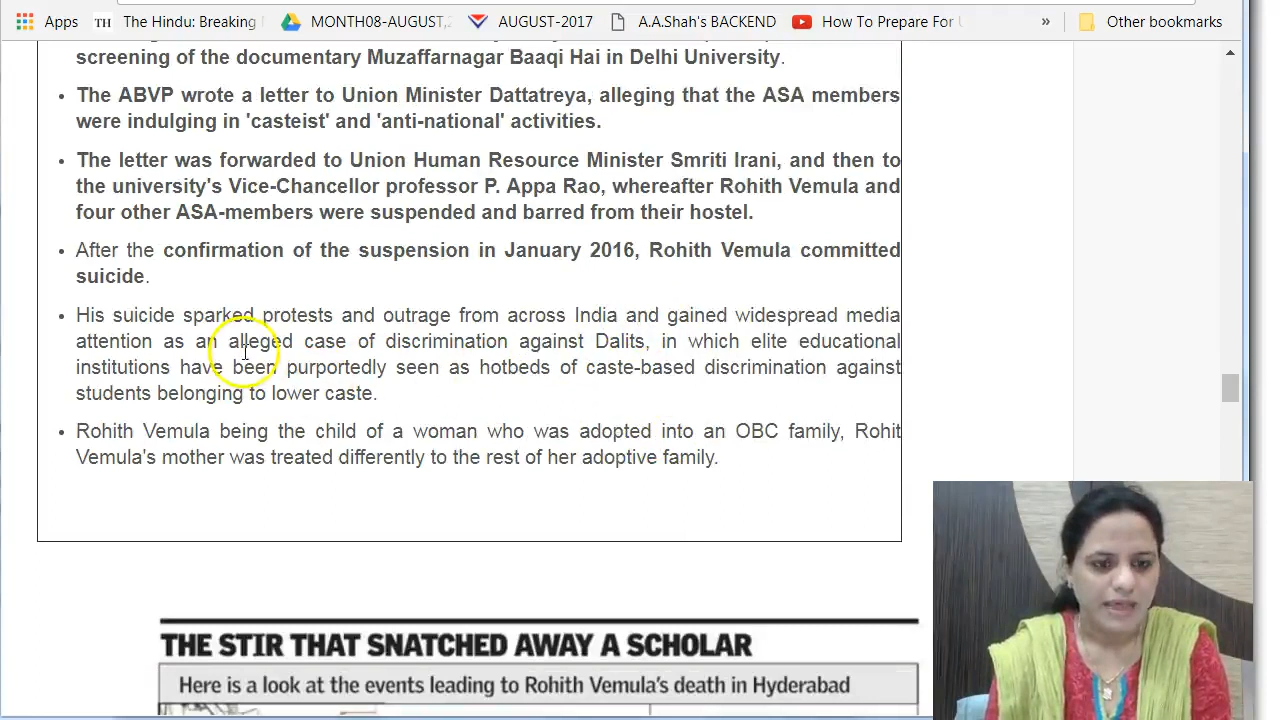 Apps TH The Hindu: Breaking MONTH08-AUGUST, AUGUST-2017 A.A.Shah's BACKEND How To Prepare For » Other bookmarks
screening of the documentary Muzaffarnagar Baaqi Hai in Delhi University.
• The ABVP wrote a letter to Union Minister Dattatreya, alleging that the ASA members
were indulging in 'casteist' and 'anti-national' activities.
• The letter was forwarded to Union Human Resource Minister Smriti Irani, and then to
the university's Vice-Chancellor professor P. Appa Rao, whereafter Rohith Vemula and
four other ASA-members were suspended and barred from their hostel.
• After the confirmation of the suspension in January 2016, Rohith Vemula committed
suicide.
• His suicide sparked protests and outrage from across India and gained widespread media
attention as an alleged case of discrimination against Dalits, in which elite educational
institutions have been purportedly seen as hotbeds of caste-based discrimination against
students belonging to lower caste.
• Rohith Vemula being the child of a woman who was adopted into an OBC family, Rohit
Vemula's mother was treated differently to the rest of her adoptive family.
THE STIR THAT SNATCHED AWAY A SCHOLAR
Here is a look at the events leading to Rohith Vemula's death in Hyderabad